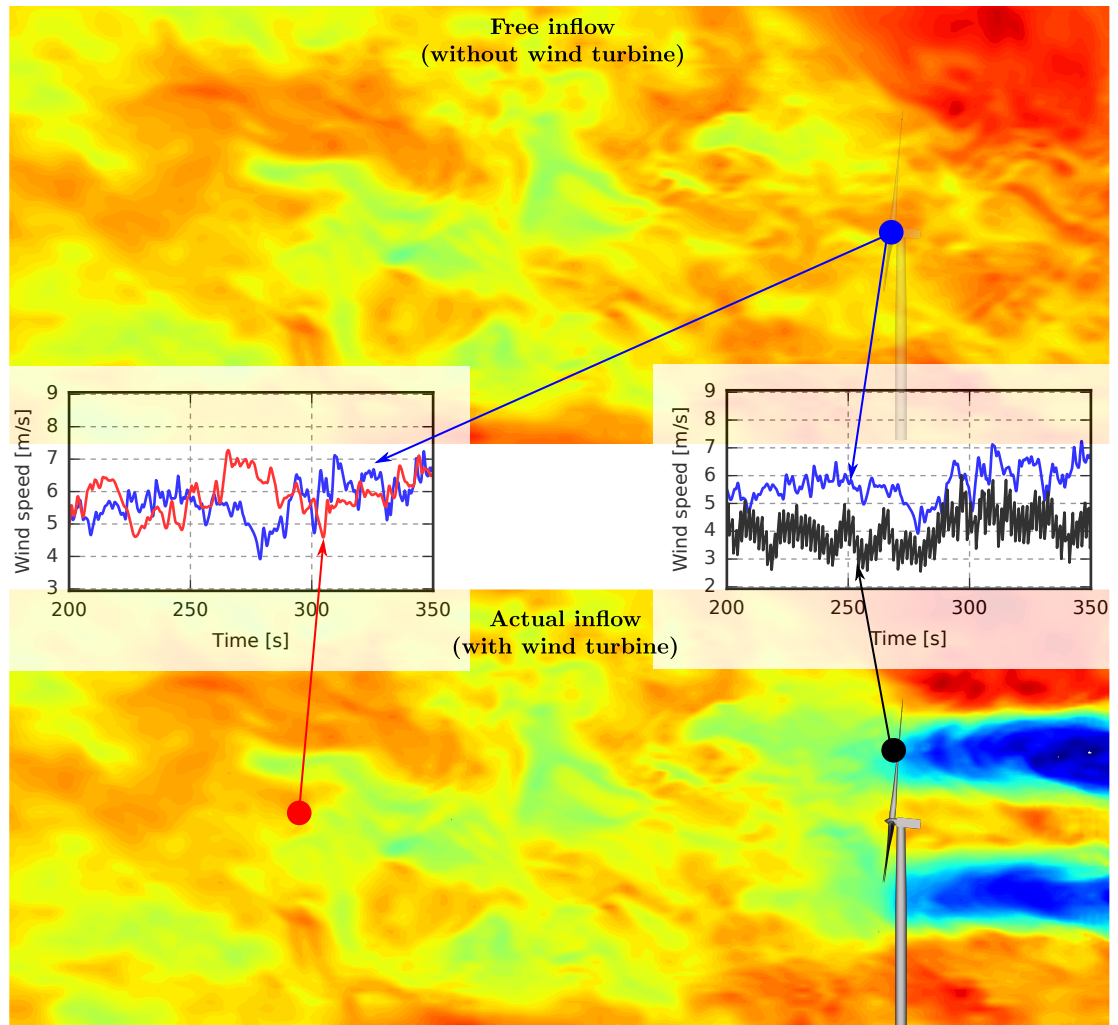 Free inflow
(without wind turbine)
9
8
7
6
5
4
3
Wind speed [m/s]
200
250
300
350
Time [s]
9
8
7
6
5
4
3
2
Wind speed [m/s]
200
250
300
350
Time [s]
Actual inflow
(with wind turbine)